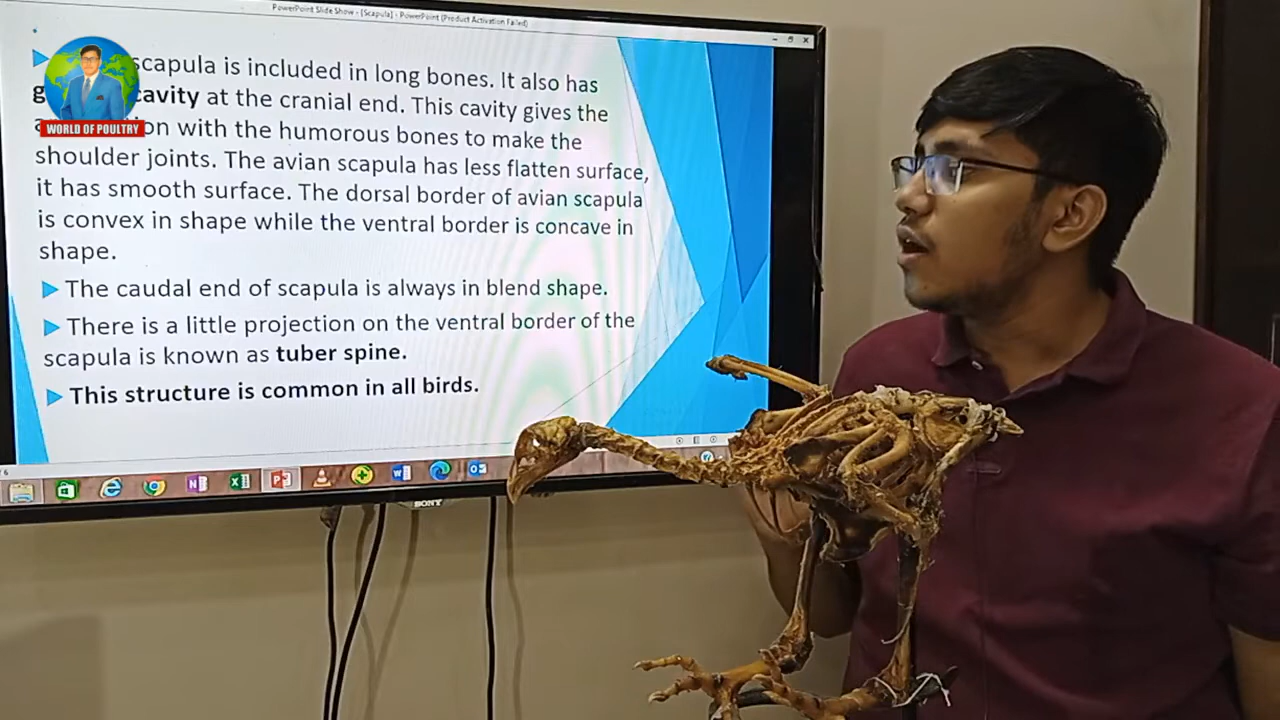 PowerPoint Slide Show - [Scapula] - PowerPoint (Product Activation Failed)
scapula is included in long bones. It also has
cavity at the cranial end. This cavity gives the
with the humorous bones to make the
shoulder joints. The avian scapula has less flatten surface,
it has smooth surface. The dorsal border of avian scapula
is convex in shape while the ventral border is concave in
shape.
The caudal end of scapula is always in blend shape.
There is a little projection on the ventral border of the
scapula is known as tuber spine.
This structure is common in all birds.
WORLD OF POULTRY
SONY